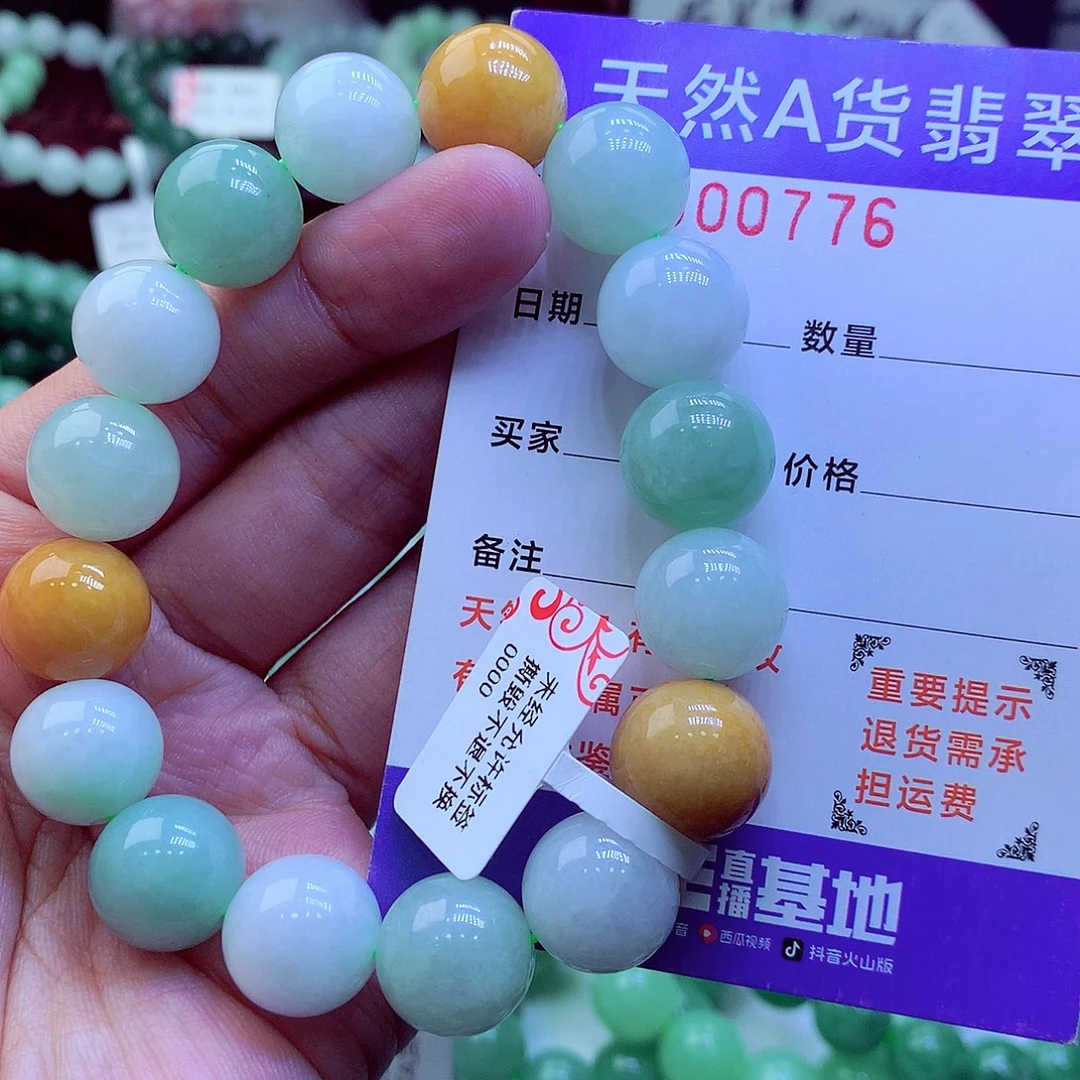 天然A货翡翠
00776
日期
数量
买家
价格
备注
重要提示
退货需承
担运费
未经允许标签
撕毁不退不换
0000
直播基地
音 西瓜视频 抖音火山版